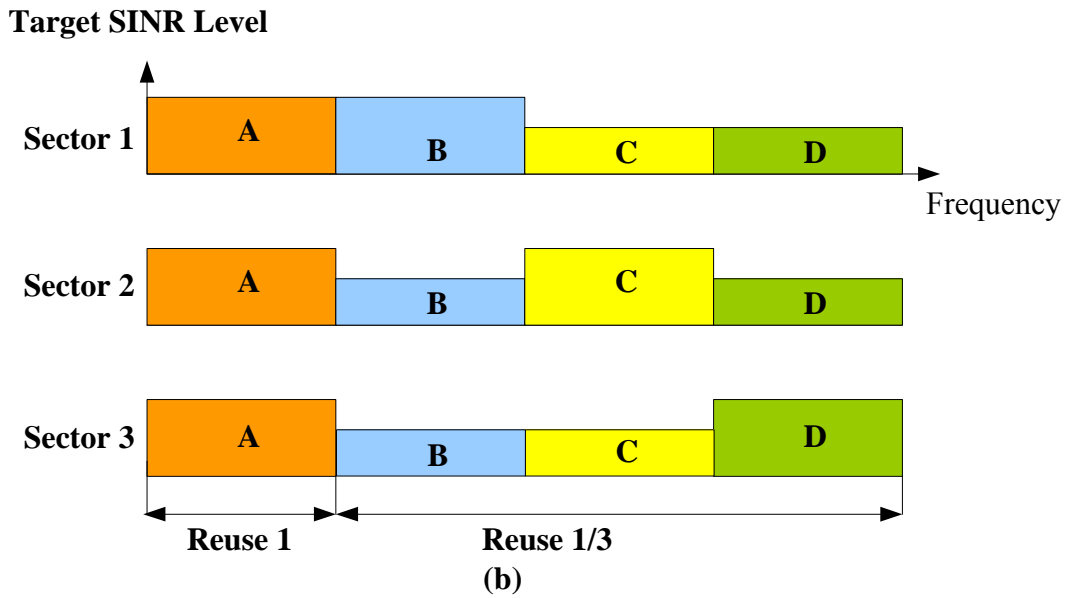 Target SINR Level
Sector 1
A
B
C
D
Frequency
Sector 2
A
B
C
D
Sector 3
A
B
C
D
Reuse 1
Reuse 1/3
(b)